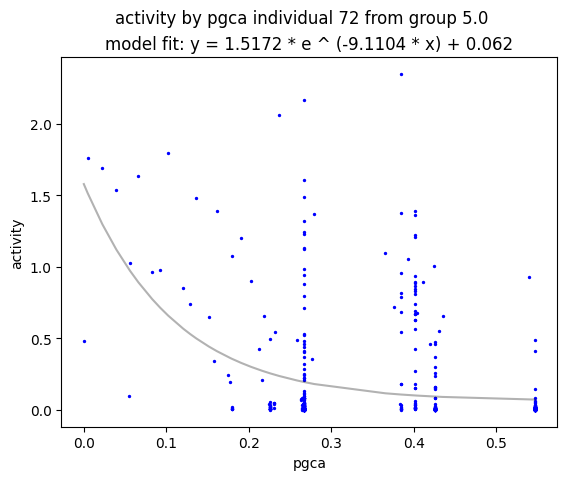 activity by pgca individual 72 from group 5.0
model fit: y = 1.5172 * e ^ (-9.1104 * x) + 0.062
activity
2.0
1.5
1.0
0.5
0.0
0.0 0.1 0.2 0.3 0.4 0.5
pgca